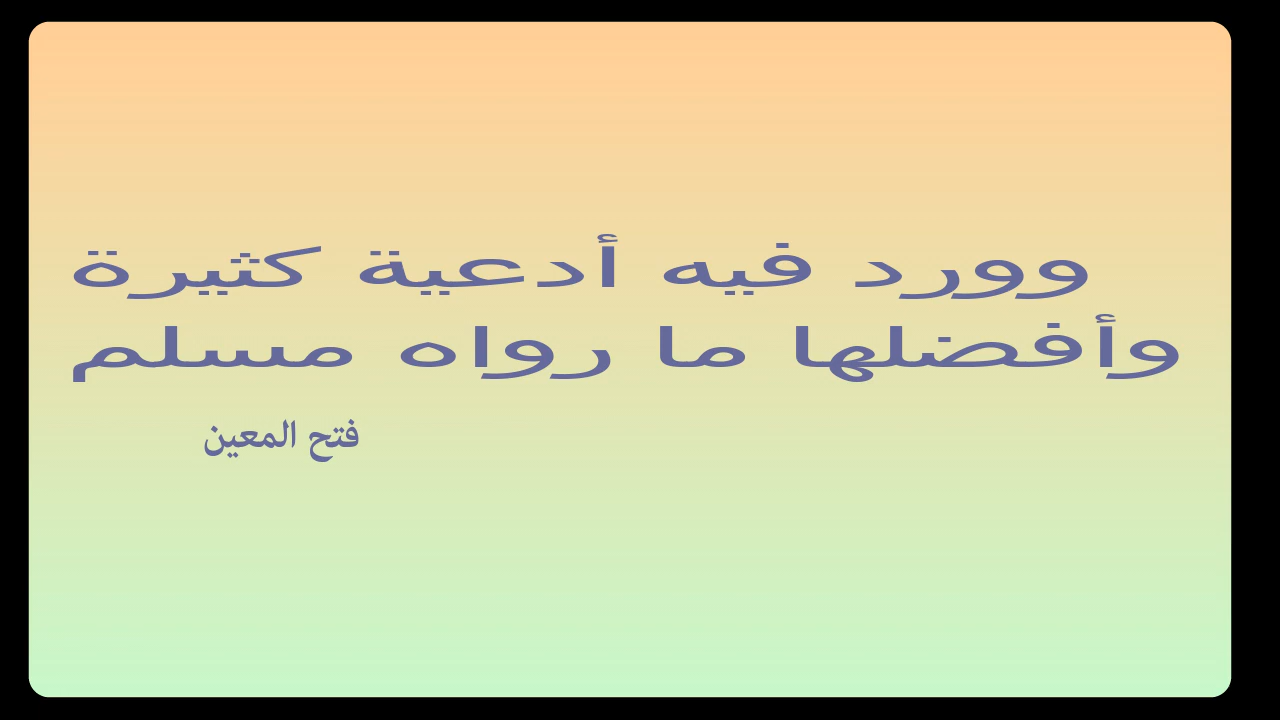 وورد فيه أدعية كثيرة
وأفضلها ما رواه مسلم
فتح المعين